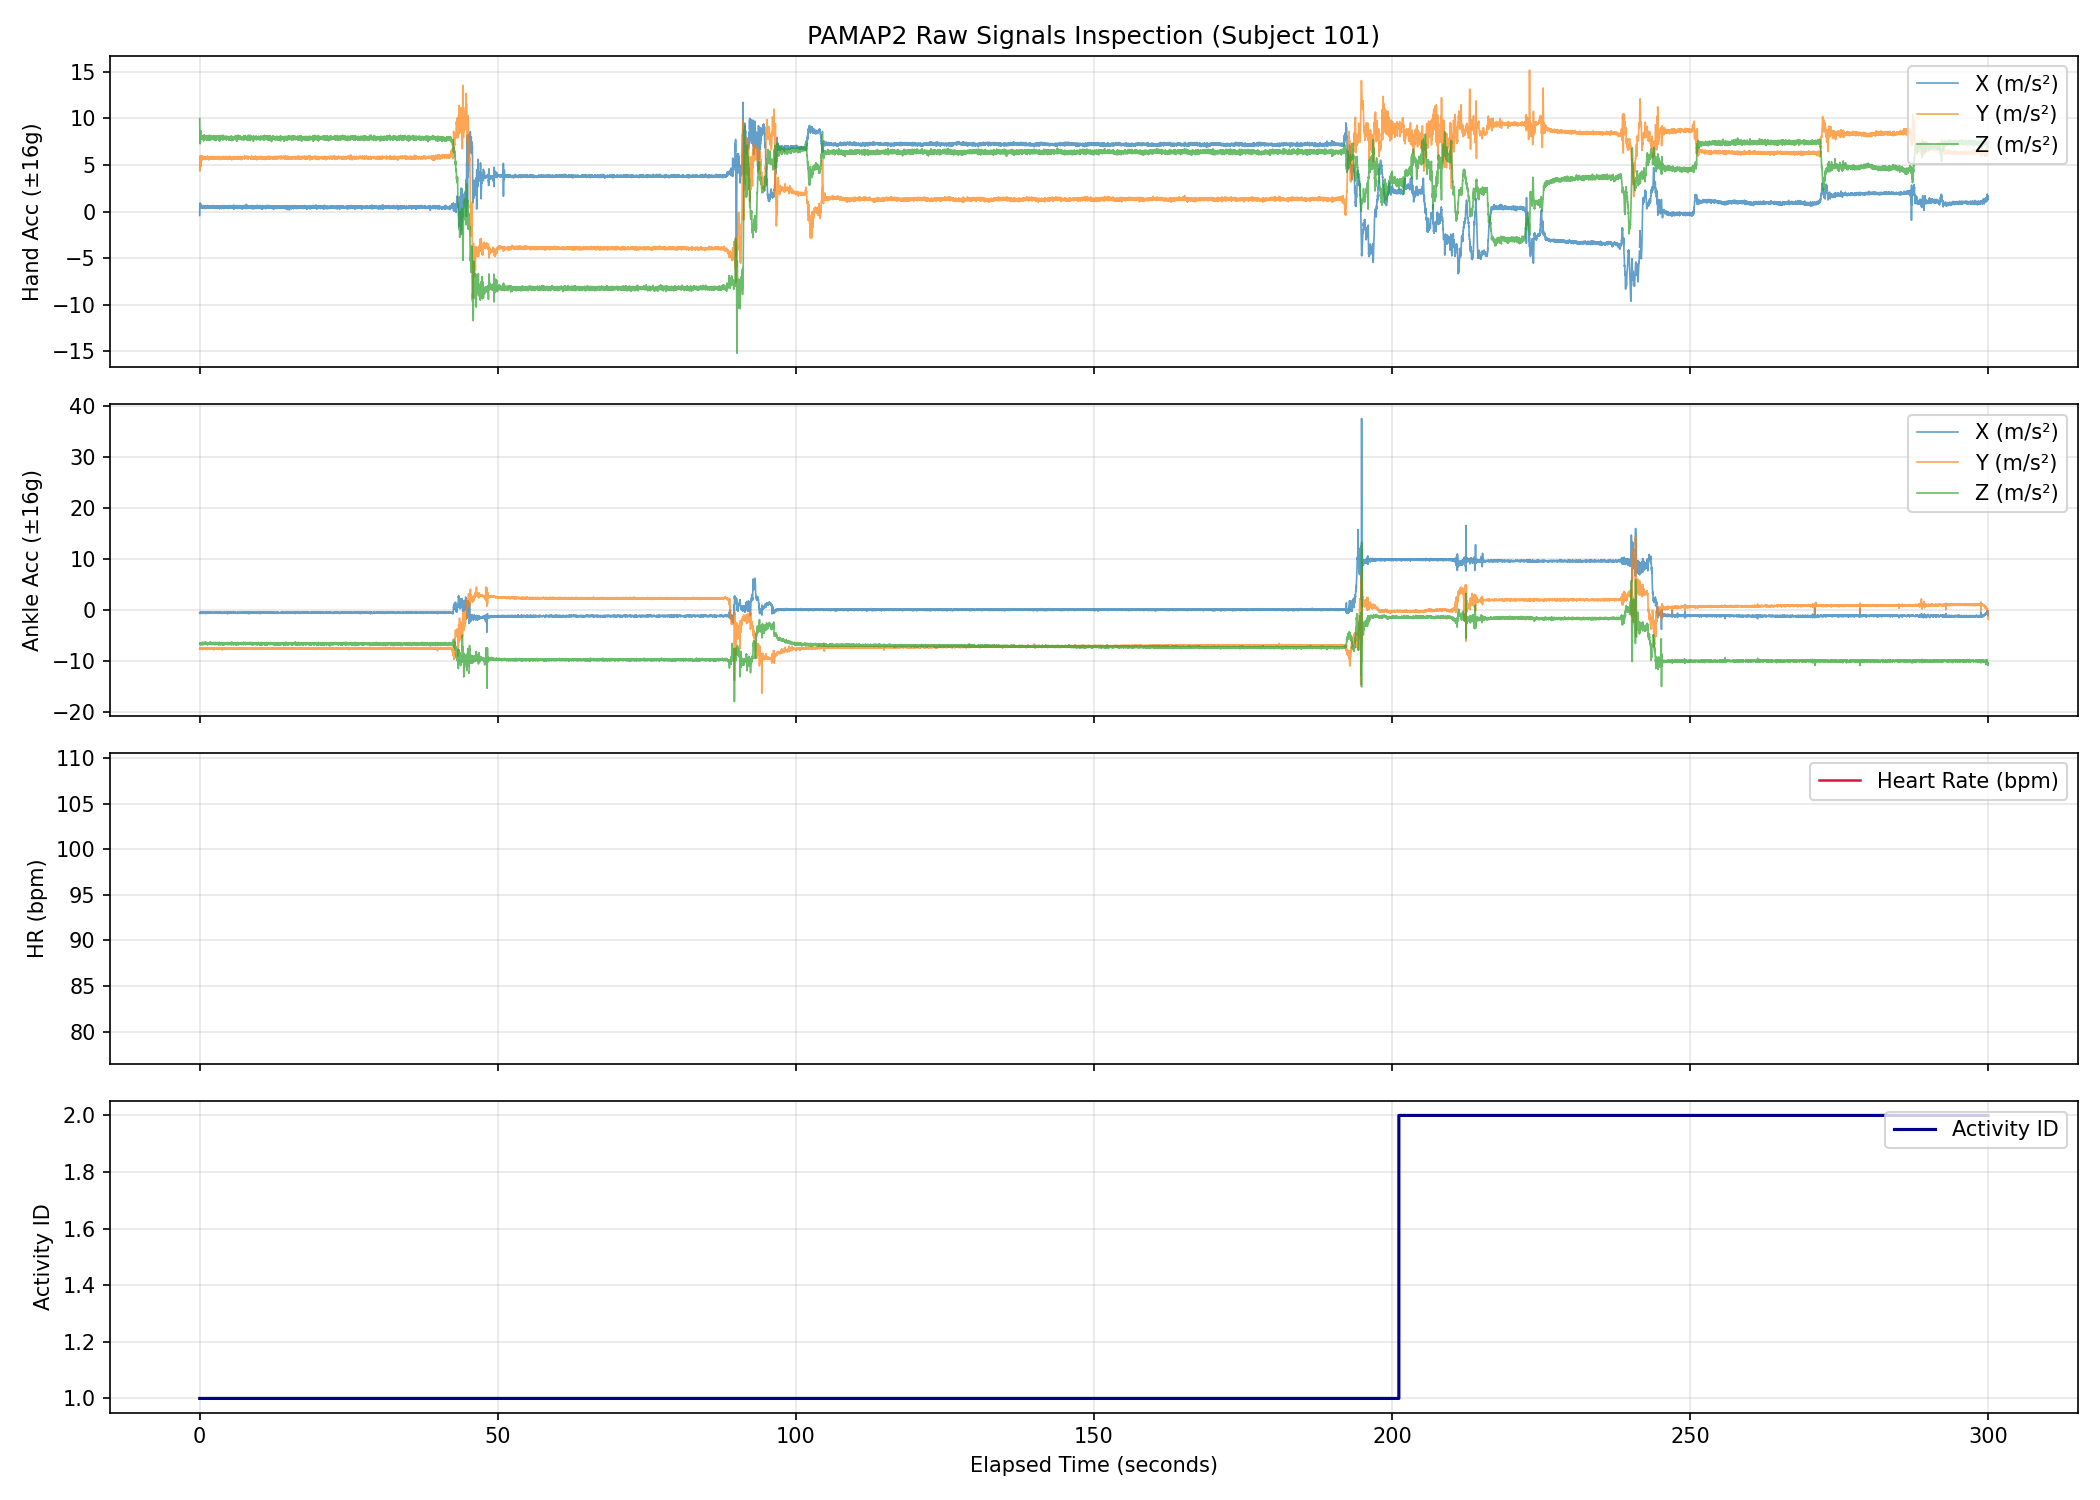 PAMAP2 Raw Signals Inspection (Subject 101)
Hand Acc (±16g)
15
10
5
0
−5
−10
−15
X (m/s²)
Y (m/s²)
Z (m/s²)
Ankle Acc (±16g)
40
30
20
10
0
−10
−20
X (m/s²)
Y (m/s²)
Z (m/s²)
HR (bpm)
110
105
100
95
90
85
80
Heart Rate (bpm)
Activity ID
2.0
1.8
1.6
1.4
1.2
1.0
Activity ID
0 50 100 150 200 250 300
Elapsed Time (seconds)